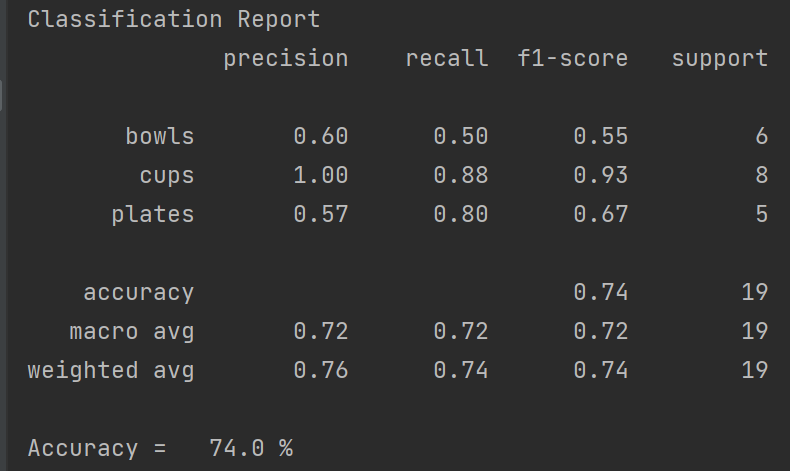 Classification Report
precision recall f1-score support
bowls 0.60 0.50 0.55 6
cups 1.00 0.88 0.93 8
plates 0.57 0.80 0.67 5
accuracy 0.74 19
macro avg 0.72 0.72 0.72 19
weighted avg 0.76 0.74 0.74 19
Accuracy = 74.0 %